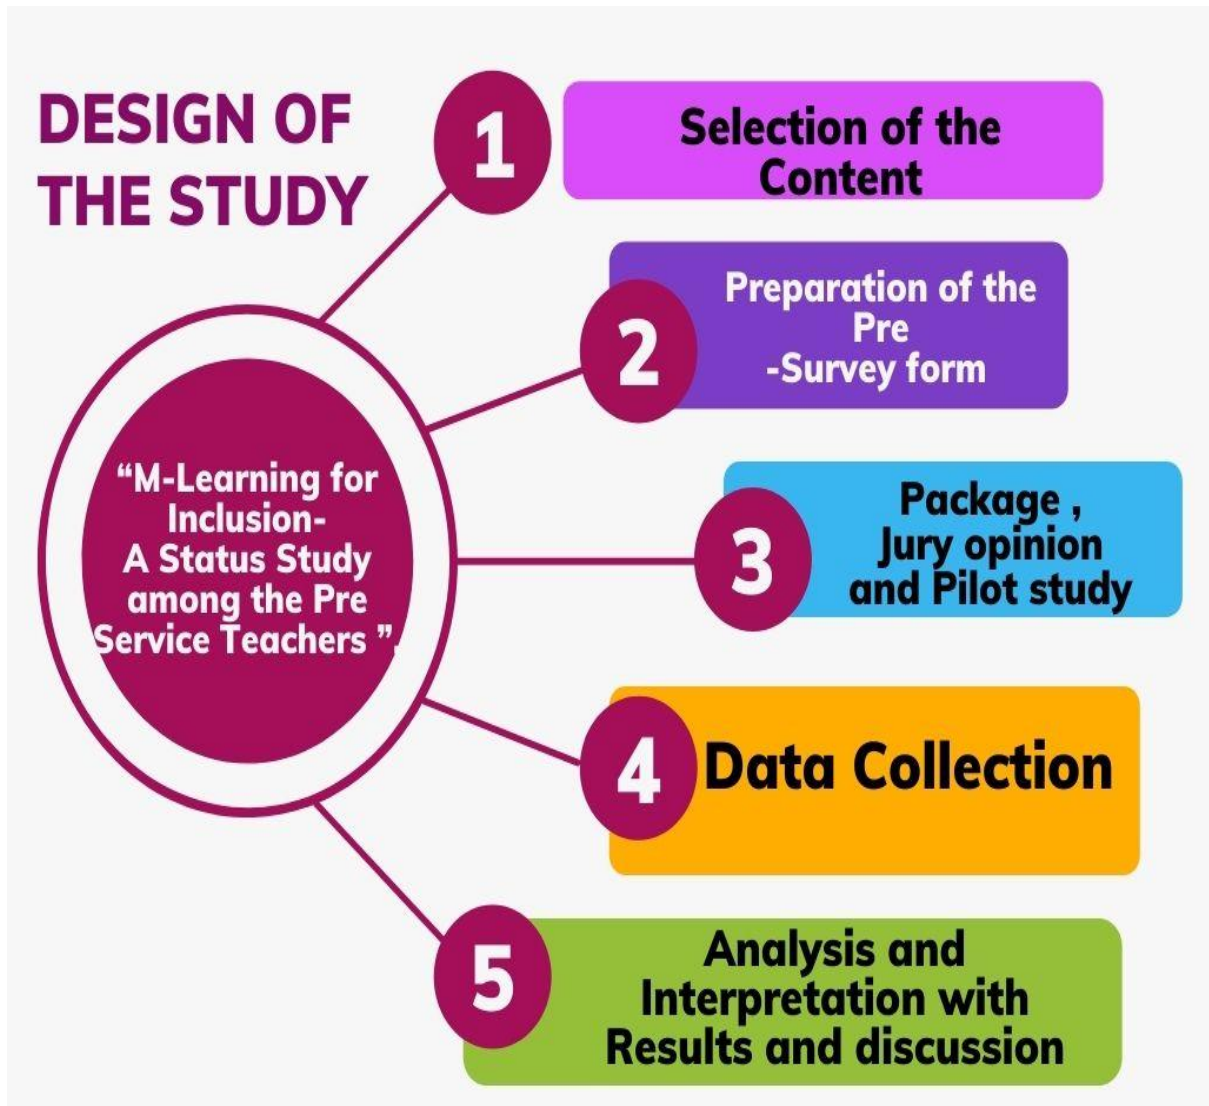 DESIGN OF
THE STUDY
1
Selection of the
Content
2
Preparation of the
Pre
-Survey form
“M-Learning for
Inclusion-
A Status Study
among the Pre
Service Teachers ”.
3
Package ,
Jury opinion
and Pilot study
4
Data Collection
5
Analysis and
Interpretation with
Results and discussion